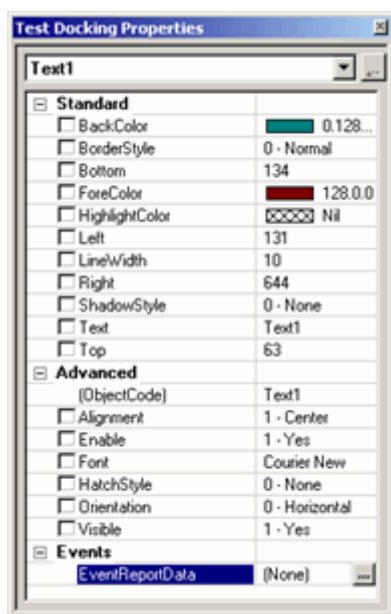 Test Docking Properties
Text1
Standard
BackColor 0.128...
BorderStyle 0 - Normal
Bottom 134
ForeColor 128.0.0
HighlightColor Nil
Left 131
LineWidth 10
Right 644
ShadowStyle 0 - None
Text Text1
Top 63
Advanced
(ObjectCode) Text1
Alignment 1 - Center
Enable 1 - Yes
Font Courier New
HatchStyle 0 - None
Orientation 0 - Horizontal
Visible 1 - Yes
Events
EventReportData (None) ...